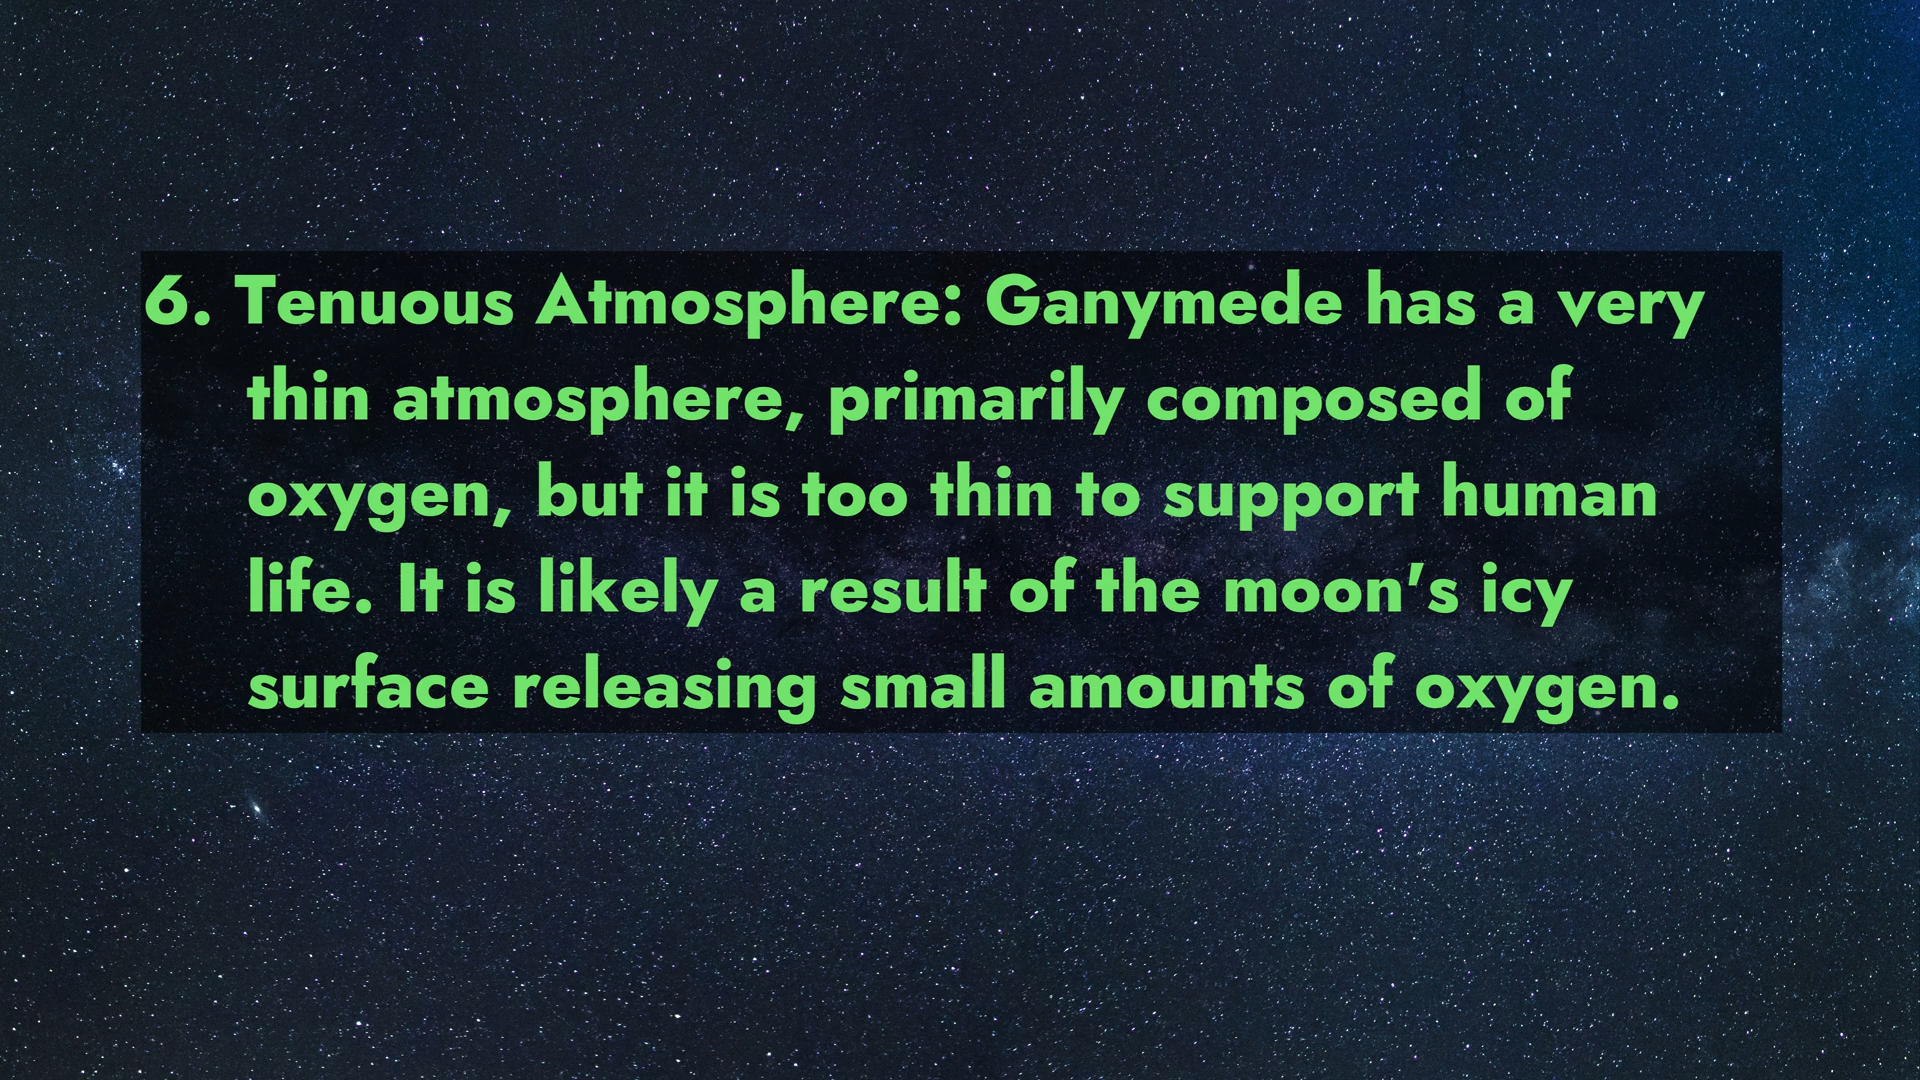 6. Tenuous Atmosphere: Ganymede has a very
thin atmosphere, primarily composed of
oxygen, but it is too thin to support human
life. It is likely a result of the moon's icy
surface releasing small amounts of oxygen.